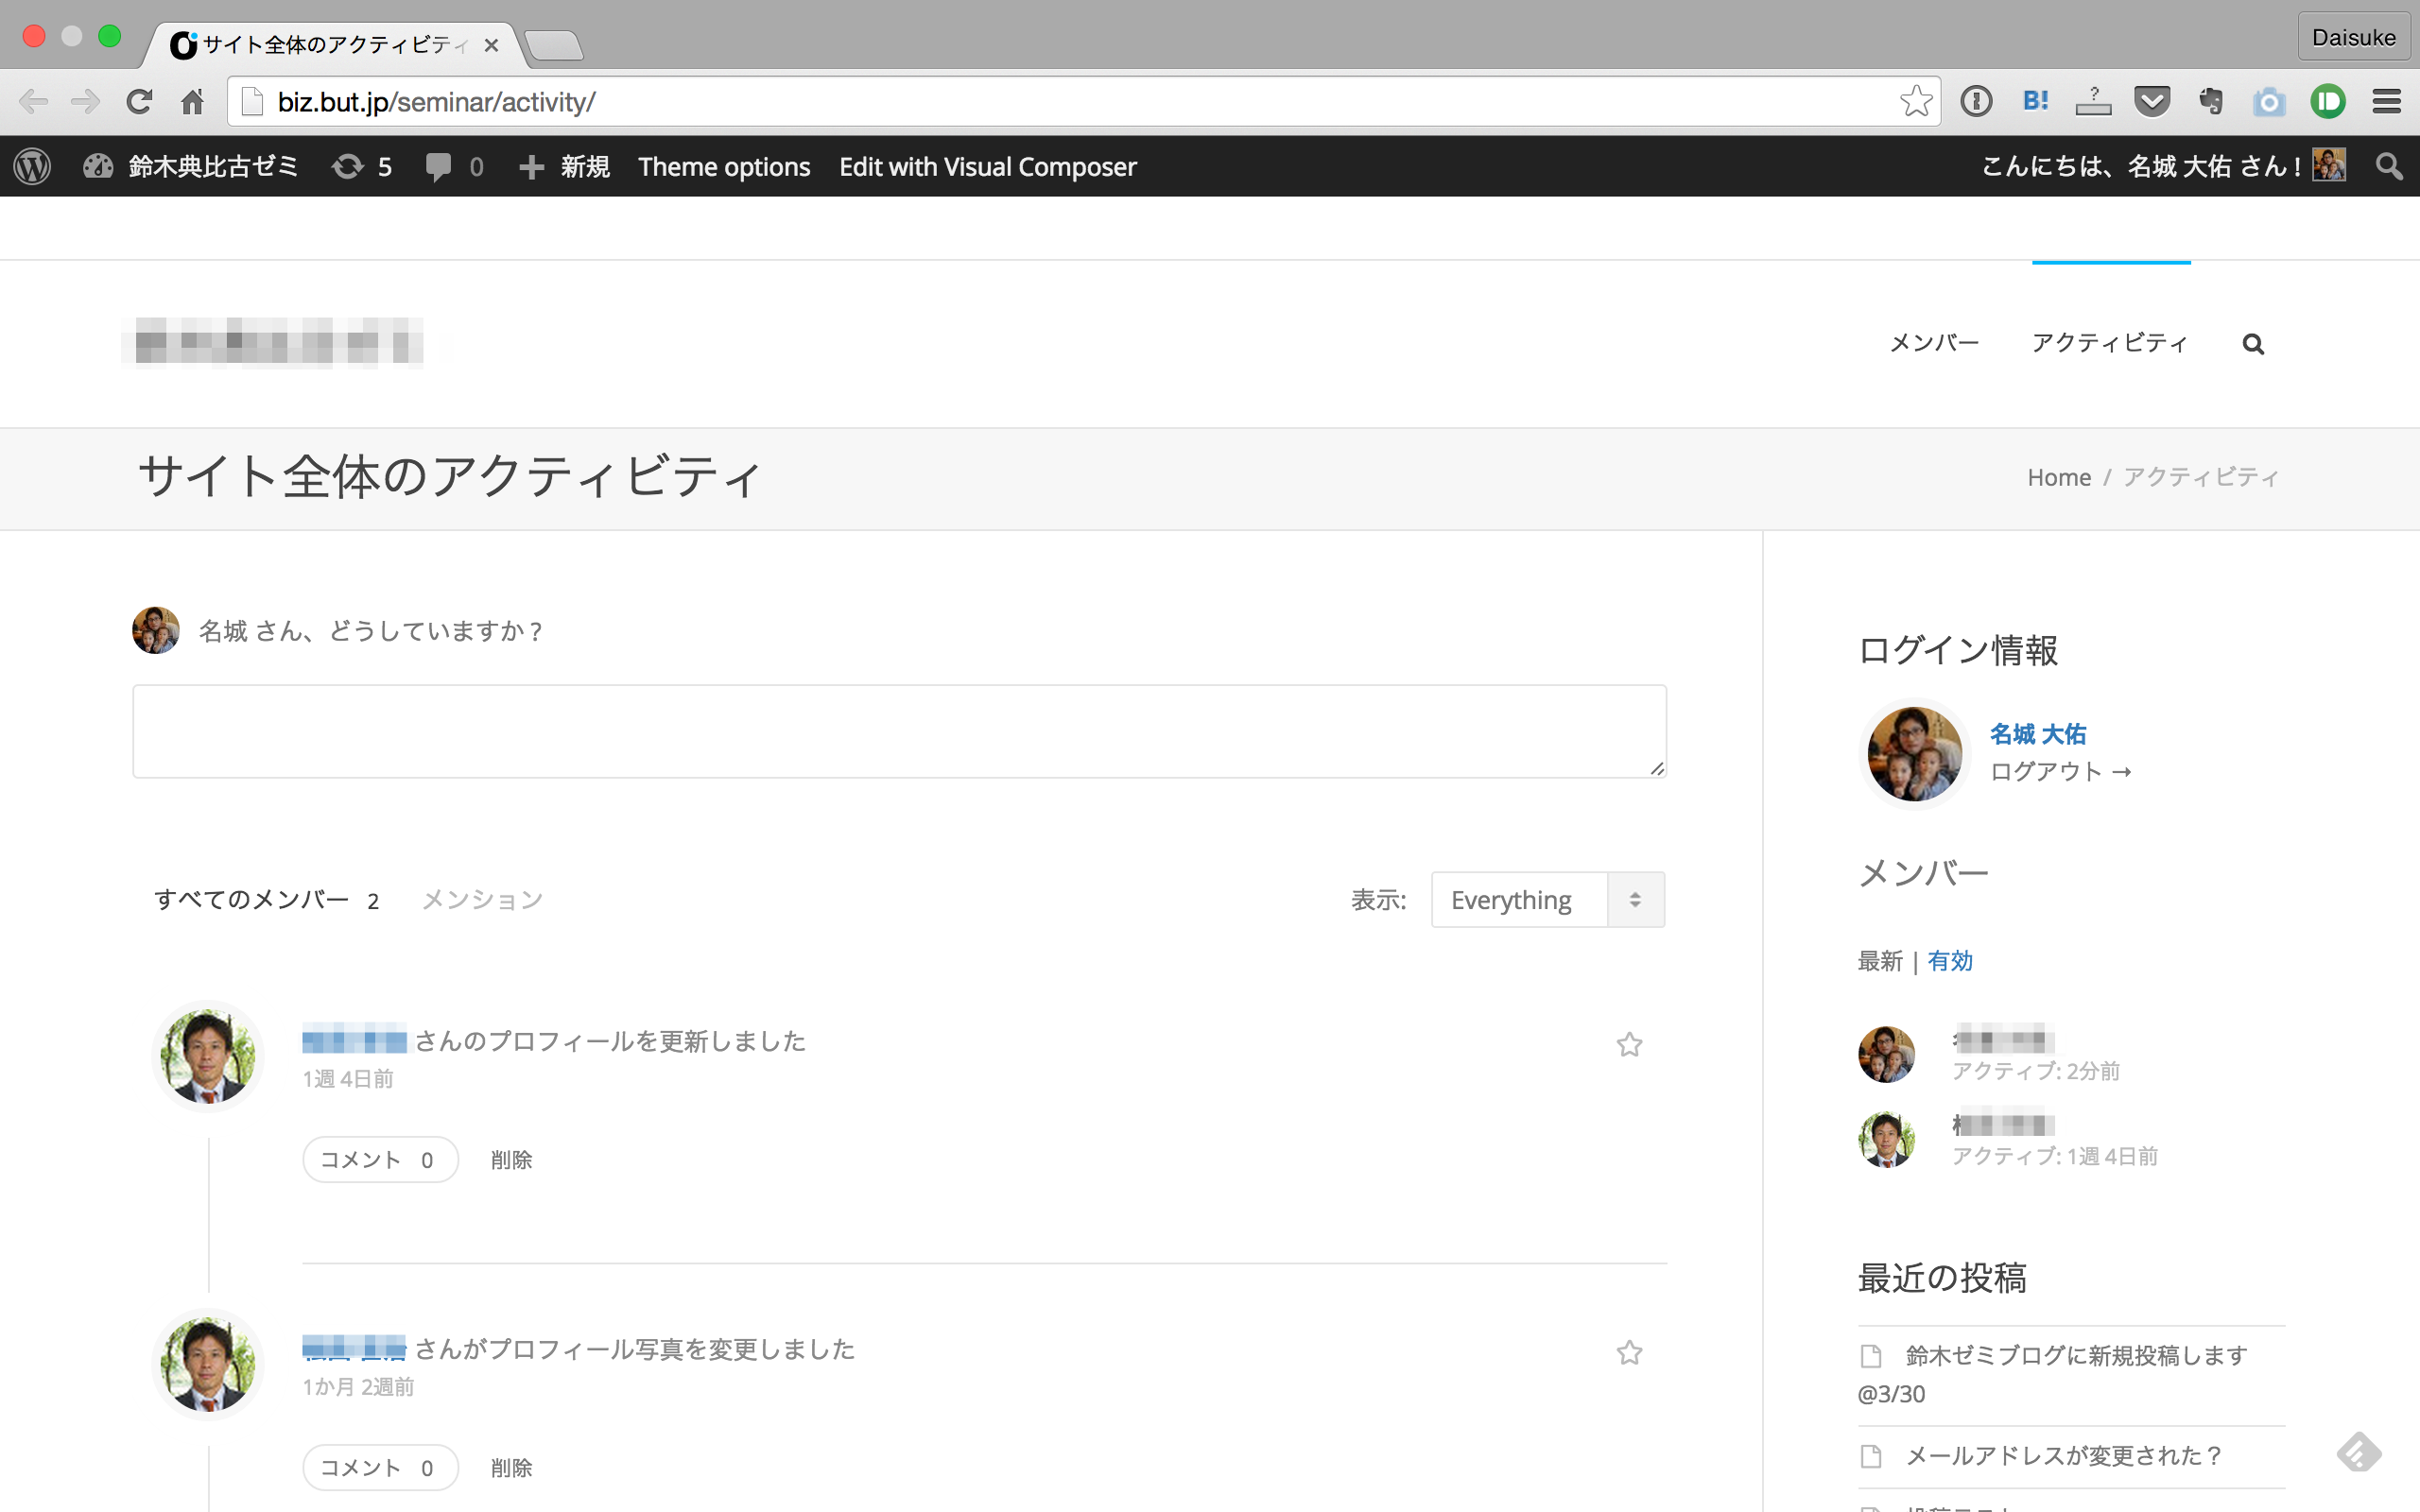 サイト全体のアクティビティ
Daisuke
biz.but.jp/seminar/activity/
B!
鈴木典比古ゼミ 5 0 新規 Theme options Edit with Visual Composer こんにちは、名城 大佑 さん !
メンバー アクティビティ
サイト全体のアクティビティ
Home / アクティビティ
名城 さん、どうしていますか ?
すべてのメンバー 2 メンション 表示: Everything
さんのプロフィールを更新しました
1週 4日前
コメント 0 削除
さんがプロフィール写真を変更しました
1か月 2週前
コメント 0 削除
ログイン情報
名城 大佑
ログアウト →
メンバー
最新 | 有効
アクティブ: 2分前
アクティブ: 1週 4日前
最近の投稿
鈴木ゼミブログに新規投稿します
@3/30
メールアドレスが変更された？